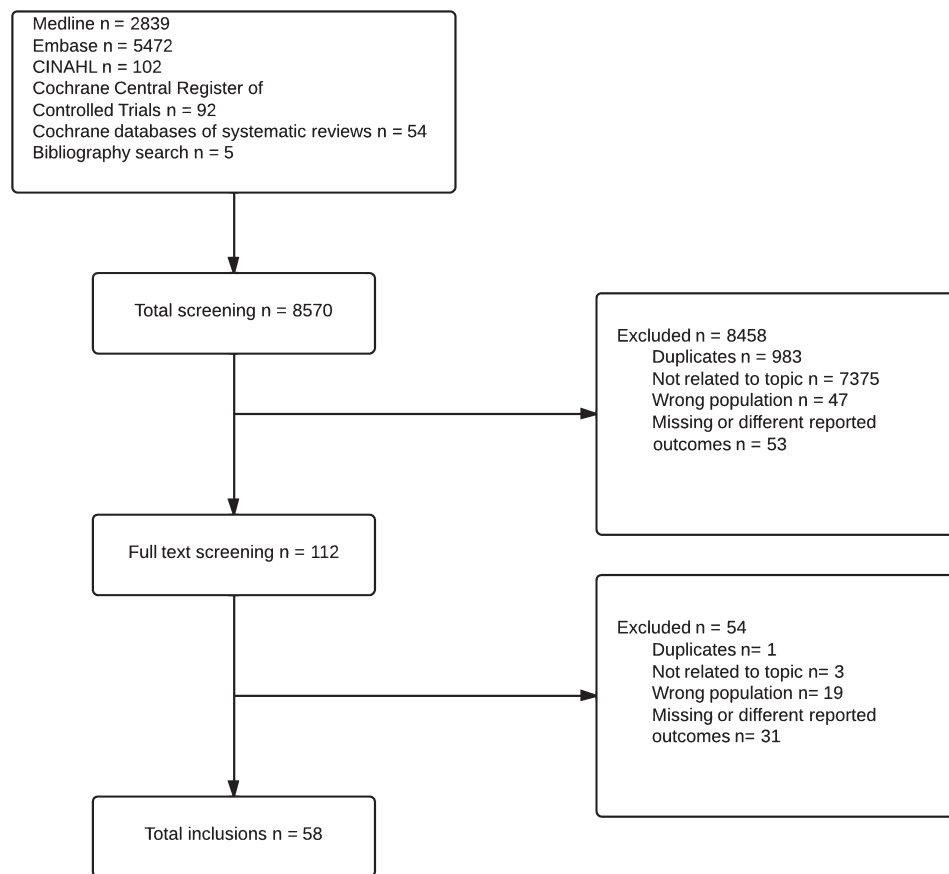 Medline n = 2839
Embase n = 5472
CINAHL n = 102
Cochrane Central Register of
Controlled Trials n = 92
Cochrane databases of systematic reviews n = 54
Bibliography search n = 5
Total screening n = 8570
Excluded n = 8458
Duplicates n = 983
Not related to topic n = 7375
Wrong population n = 47
Missing or different reported
outcomes n = 53
Full text screening n = 112
Excluded n = 54
Duplicates n= 1
Not related to topic n= 3
Wrong population n= 19
Missing or different reported
outcomes n= 31
Total inclusions n = 58